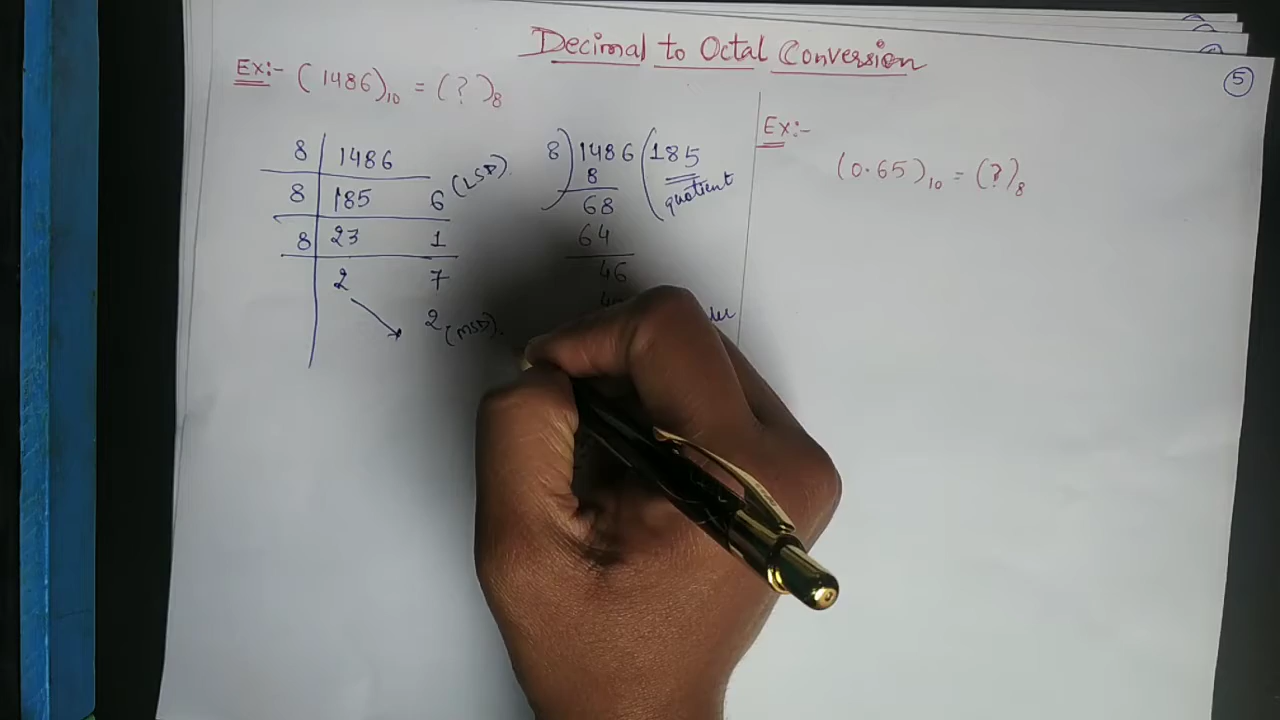 Decimal to Octal Conversion
5
Ex:- (1486)10 = (?)8
8 1486
8 185 6 (LSD).
8 23 1
2 7
2 (MSD).
8)1486(185
8 quotient
68
64
46
Ex:-
(0.65)10 = (?)8